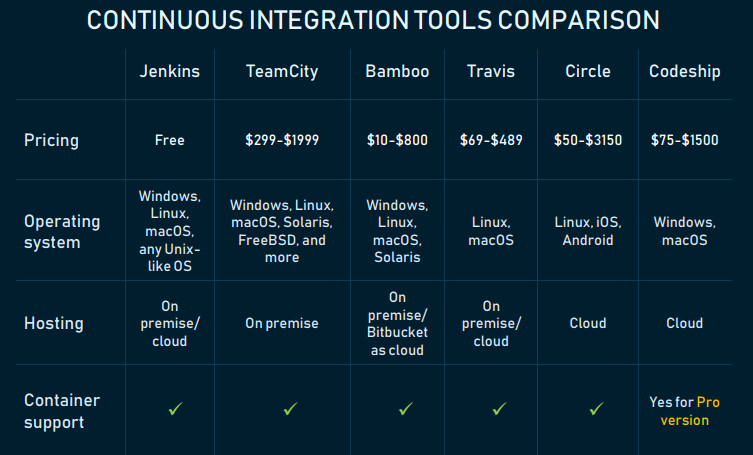 CONTINUOUS INTEGRATION TOOLS COMPARISON
Jenkins TeamCity Bamboo Travis Circle Codeship
Pricing Free $299-$1999 $10-$800 $69-$489 $50-$3150 $75-$1500
Operating system
Windows,
Linux,
macOS,
any Unix-
like OS
Windows, Linux,
macOS, Solaris,
FreeBSD, and
more
Windows,
Linux,
macOS,
Solaris
Linux,
macOS
Linux, iOS,
Android
Windows,
macOS
Hosting
On
premise/
cloud
On premise
On
premise/
Bitbucket
as cloud
On
premise/
cloud
Cloud
Cloud
Container
support
✓ ✓ ✓ ✓ ✓
Yes for Pro
version